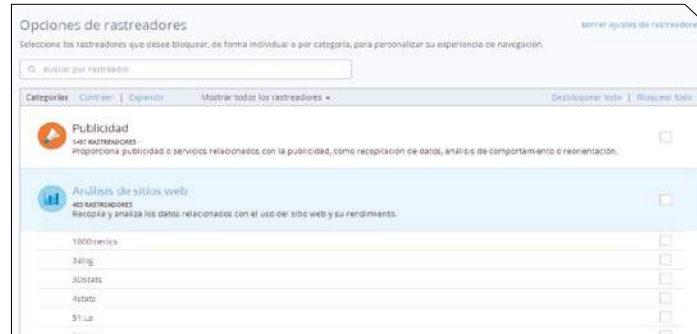 Opciones de rastreadores
Borrar ajustes de rastreadore
Seleccione los rastreadores que desee bloquear, de forma individual o por categoría, para personalizar su experiencia de navegación.
Buscar por rastreador
Categorías Contraer | Expandir Mostrar todos los rastreadores Desbloquear todo | Bloquear todo
Publicidad
RASTREADORES
Proporciona publicidad o servicios relacionados con la publicidad, como recopilación de datos, análisis de comportamiento o reorientación.
Análisis de sitios web
RASTREADORES
Recopila y analiza los datos relacionados con el uso del sitio web y su rendimiento.
1000mercis
24log
3DStats
4stats
51.La